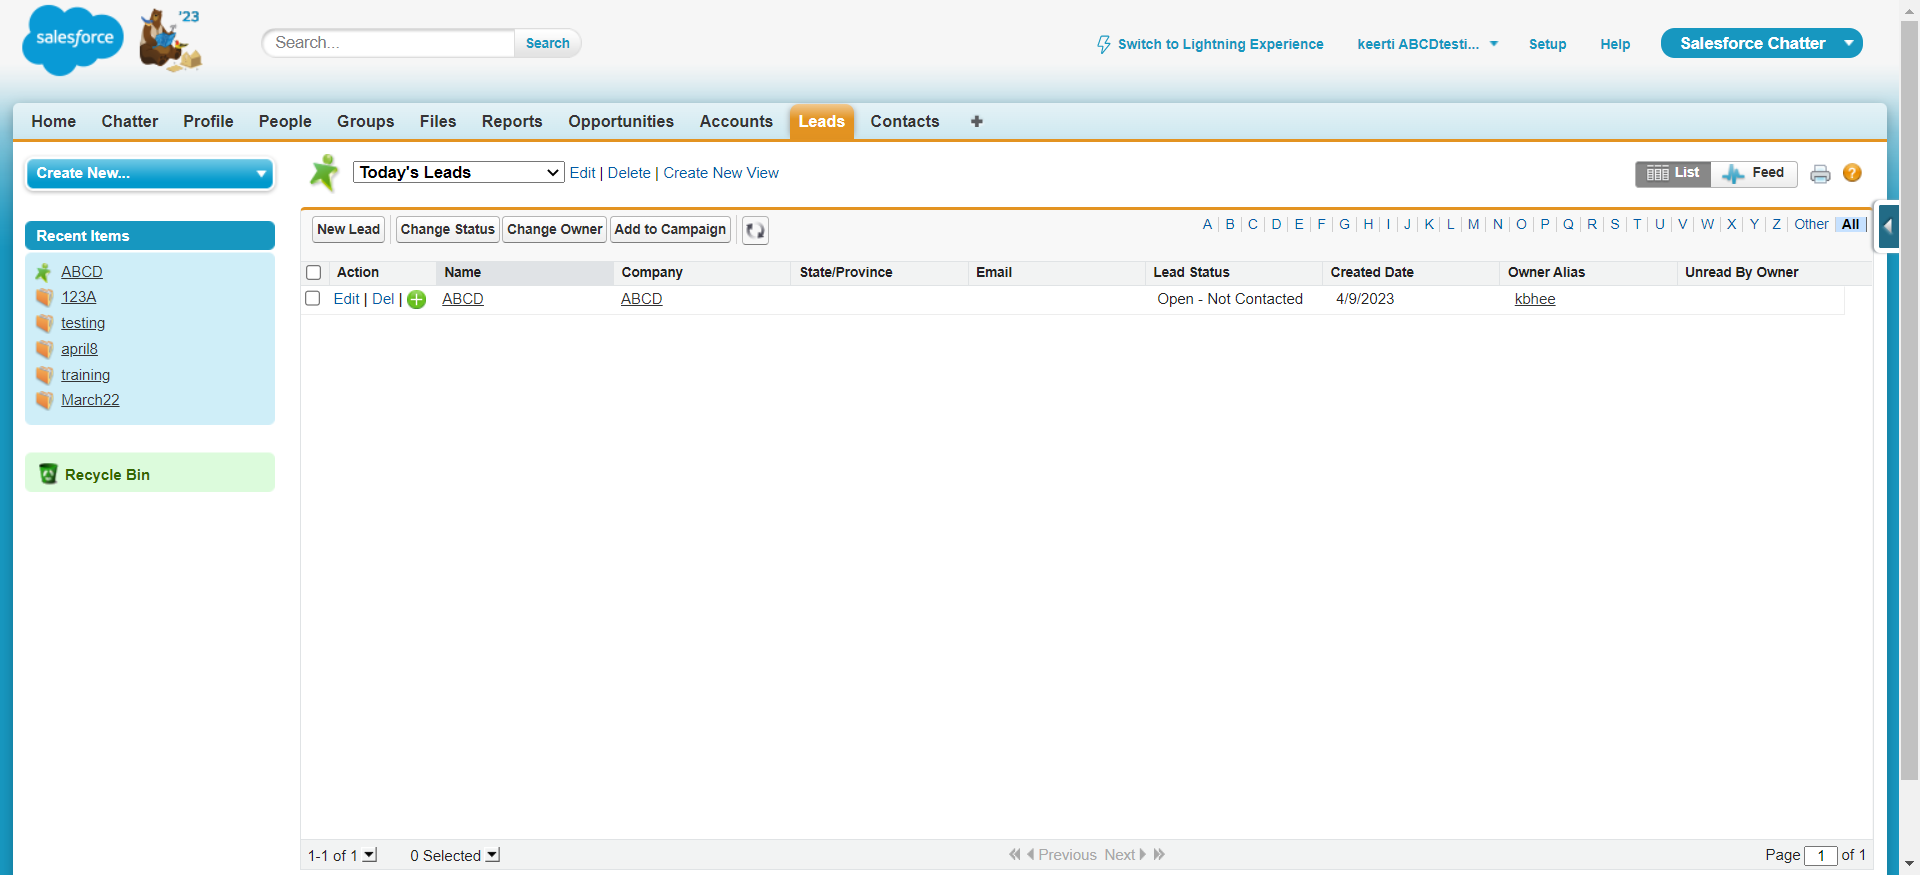 salesforce
'23
Search...
Search
Switch to Lightning Experience
keerti ABCDtesti...
Setup
Help
Salesforce Chatter
Home Chatter Profile People Groups Files Reports Opportunities Accounts Leads Contacts +
Create New...
Recent Items
ABCD
123A
testing
april8
training
March22
Recycle Bin
Today's Leads
Edit | Delete | Create New View
List
Feed
?
New Lead
Change Status
Change Owner
Add to Campaign
A B C D E F G H I J K L M N O P Q R S T U V W X Y Z Other All
Action Name Company State/Province Email Lead Status Created Date Owner Alias Unread By Owner
Edit | Del | ABCD ABCD Open - Not Contacted 4/9/2023 kbhee
1-1 of 1
0 Selected
Previous Next
Page 1 of 1